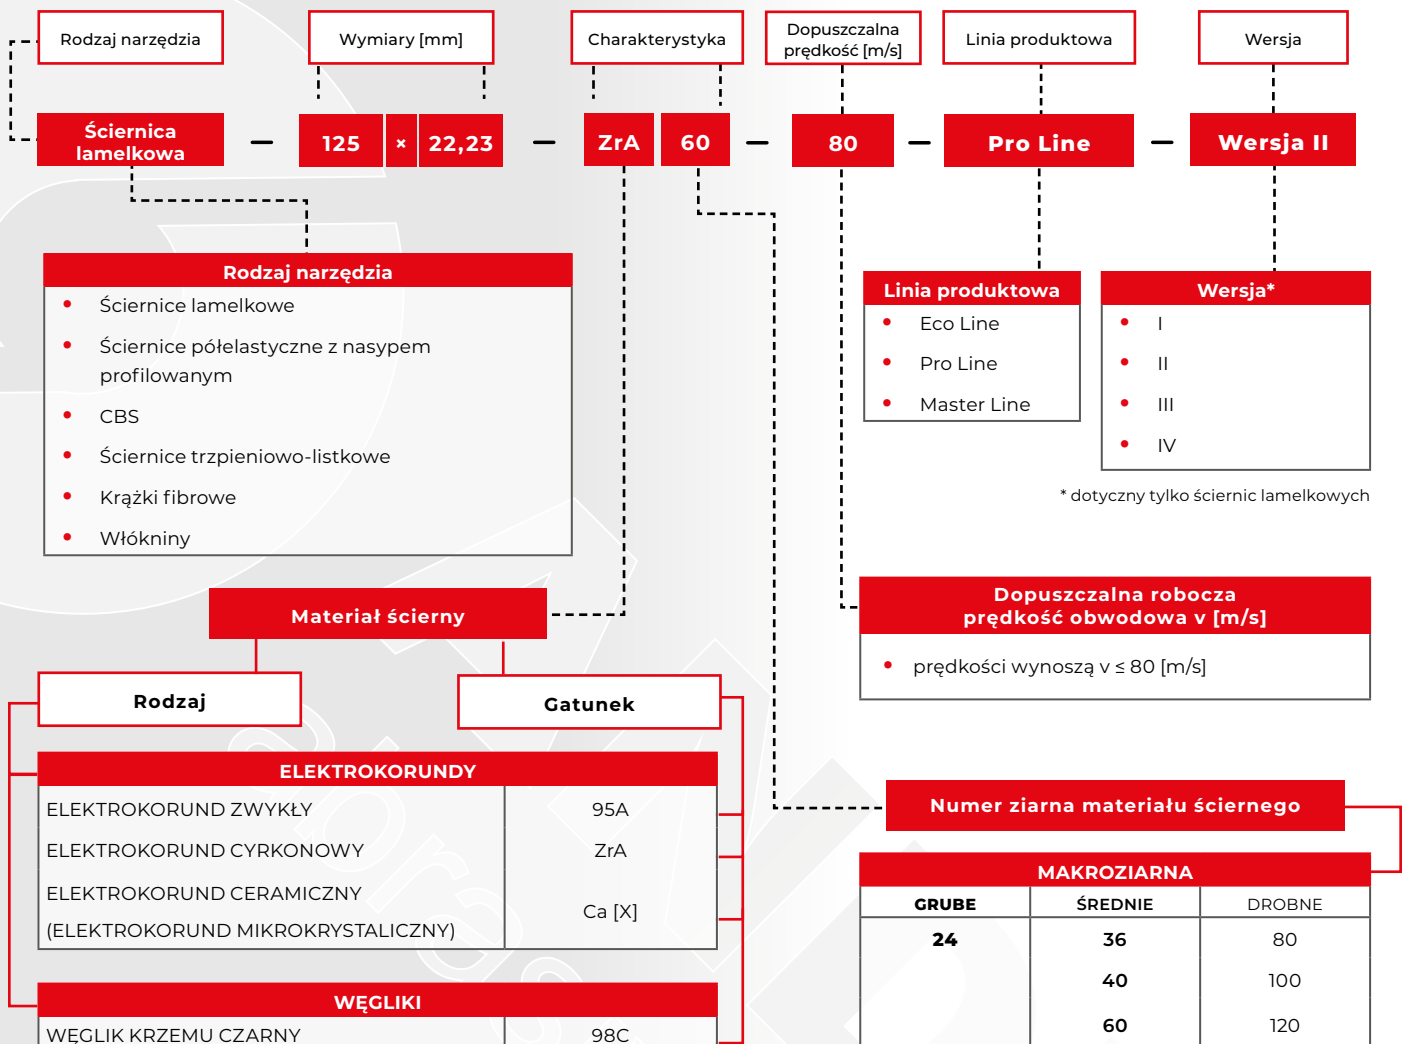 Rodzaj narzędzia
Wymiary [mm]
Charakterystyka
Dopuszczalna
prędkość [m/s]
Linia produktowa
Wersja
Ściernica
lamelkowa
–
125 × 22,23
–
ZrA 60
–
80
–
Pro Line
–
Wersja II
Rodzaj narzędzia
• Ściernice lamelkowe
• Ściernice półelastyczne z nasypem
profilowanym
• CBS
• Ściernice trzpieniowo-listkowe
• Krążki fibrowe
• Włókniny
Linia produktowa
• Eco Line
• Pro Line
• Master Line
Wersja*
• I
• II
• III
• IV
* dotyczny tylko ściernic lamelkowych
Dopuszczalna robocza
prędkość obwodowa v [m/s]
• prędkości wynoszą v ≤ 80 [m/s]
Materiał ścierny
Rodzaj
Gatunek
ELEKTROKORUNDY
ELEKTROKORUND ZWYKŁY 95A
ELEKTROKORUND CYRKONOWY ZrA
ELEKTROKORUND CERAMICZNY
(ELEKTROKORUND MIKROKRYSTALICZNY)
Ca [X]
WĘGLIKI
WĘGLIK KRZEMU CZARNY 98C
Numer ziarna materiału ściernego
MAKROZIARNA
GRUBE ŚREDNIE DROBNE
24 36 80
40 100
60 120